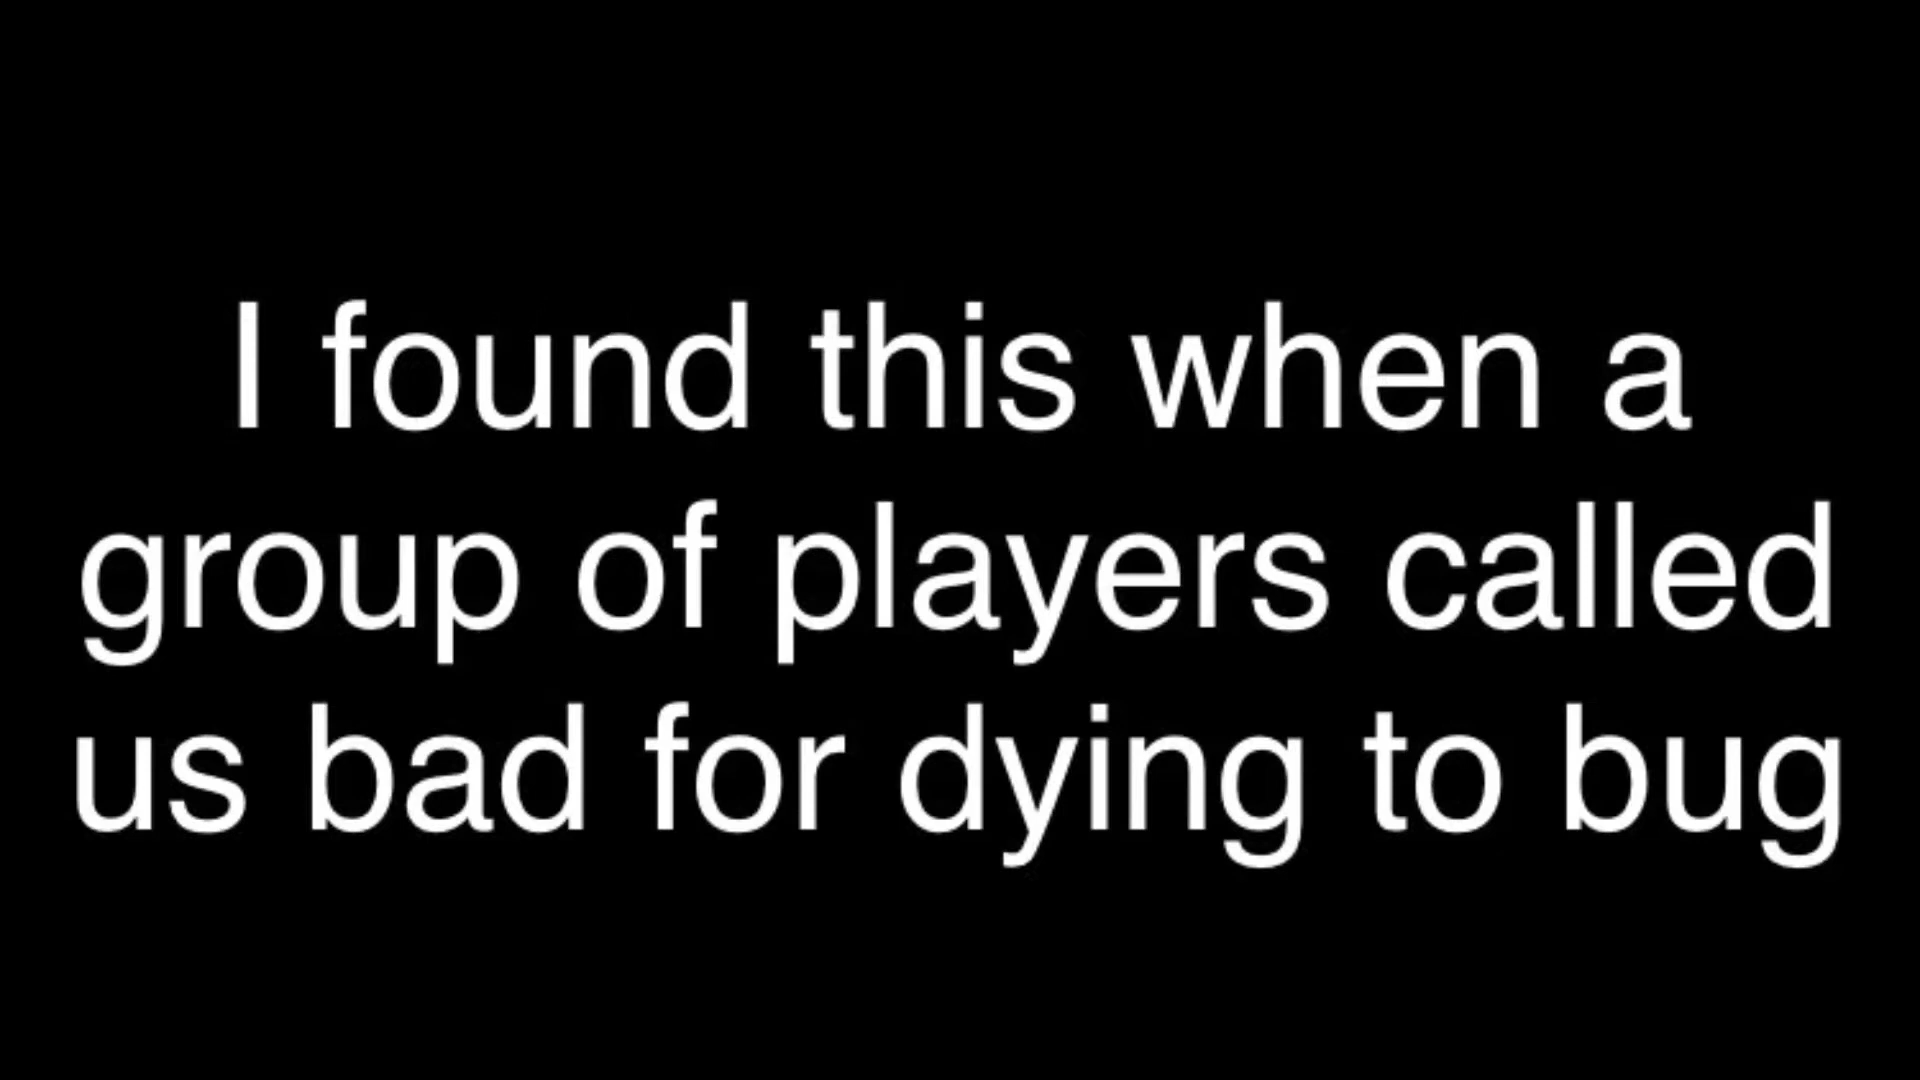 I found this when a
group of players called
us bad for dying to bug